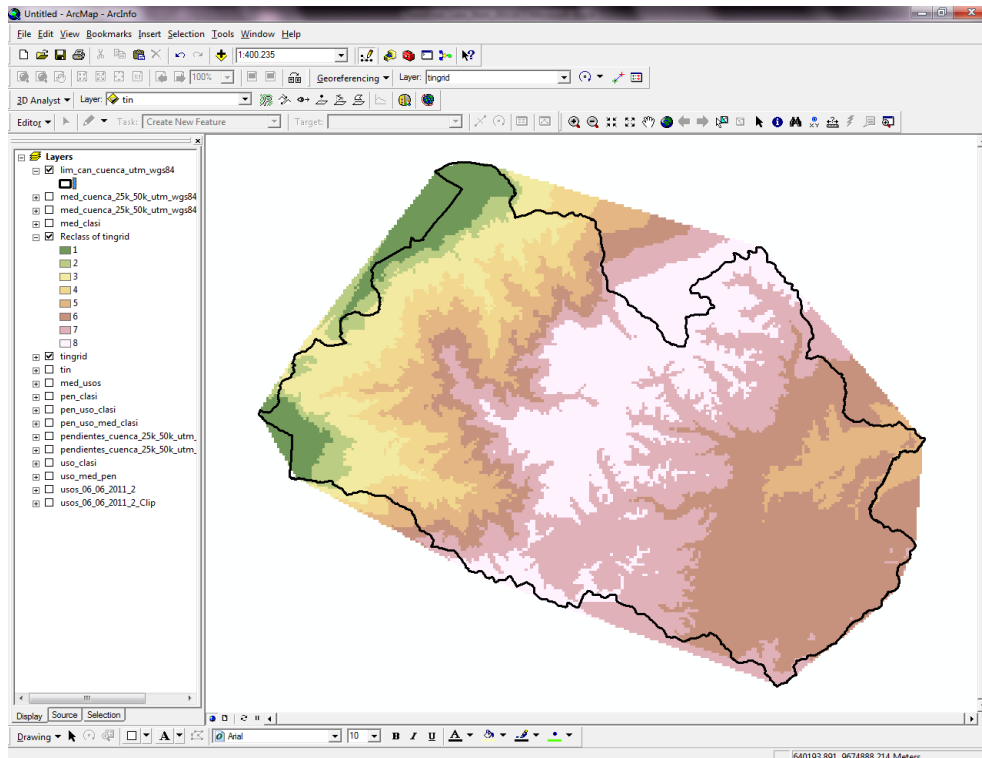 Untitled - ArcMap - ArcInfo
File Edit View Bookmarks Insert Selection Tools Window Help
1:400.235
100% Georeferencing Layer: tingrid
3D Analyst Layer: tin
Editor Task: Create New Feature Target:
Layers
lim_can_cuenca_utm_wgs84
med_cuenca_25k_50k_utm_wgs84
med_cuenca_25k_50k_utm_wgs84
med_clasi
Reclass of tingrid
1
2
3
4
5
6
7
8
tingrid
tin
med_usos
pen_clasi
pen_uso_clasi
pen_uso_med_clasi
pendientes_cuenca_25k_50k_utm_
pendientes_cuenca_25k_50k_utm_
uso_clasi
uso_med_pen
usos_06_06_2011_2
usos_06_06_2011_2_Clip
Display Source Selection
Drawing A Arial 10 B I U A
640193,891 9674888,214 Meters